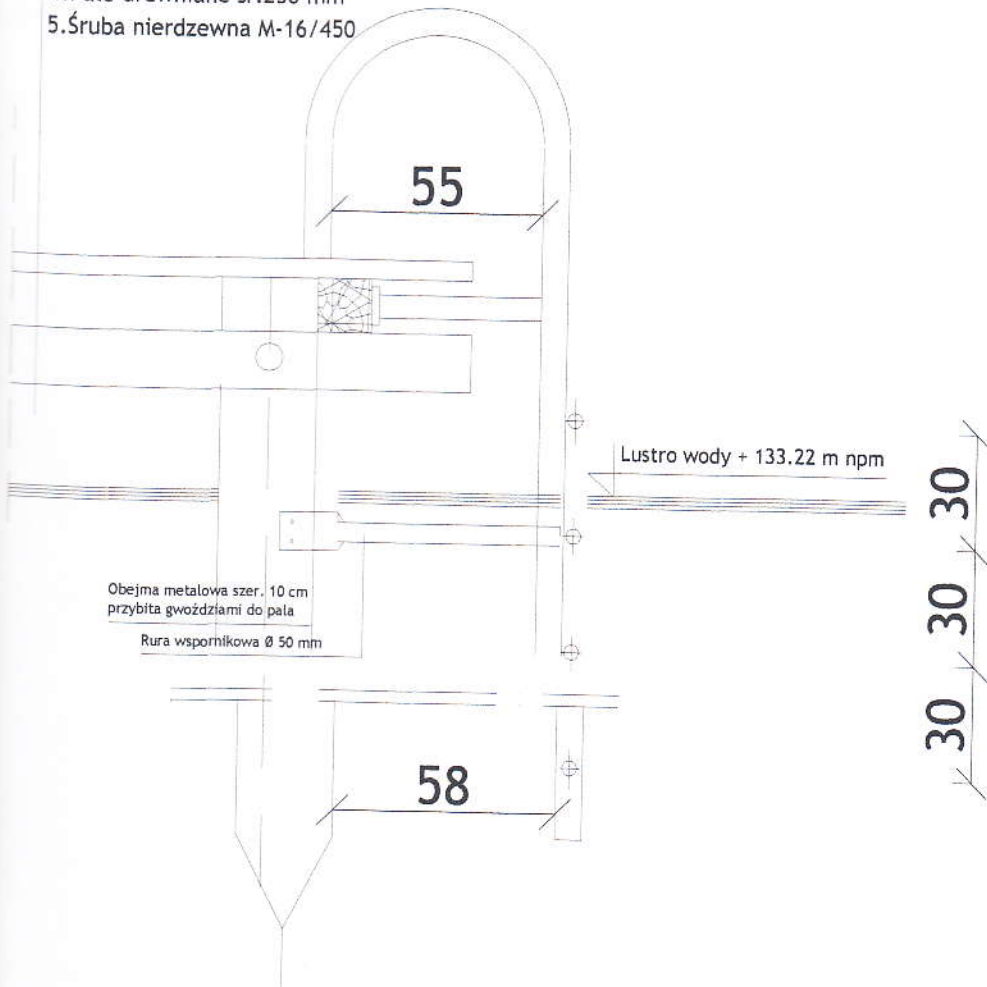 5.Śruba nierdzewna M-16/450
55
Lustro wody + 133.22 m npm
30
30
30
Obejma metalowa szer. 10 cm
przybita gwoździami do pala
Rura wspornikowa Ø 50 mm
58